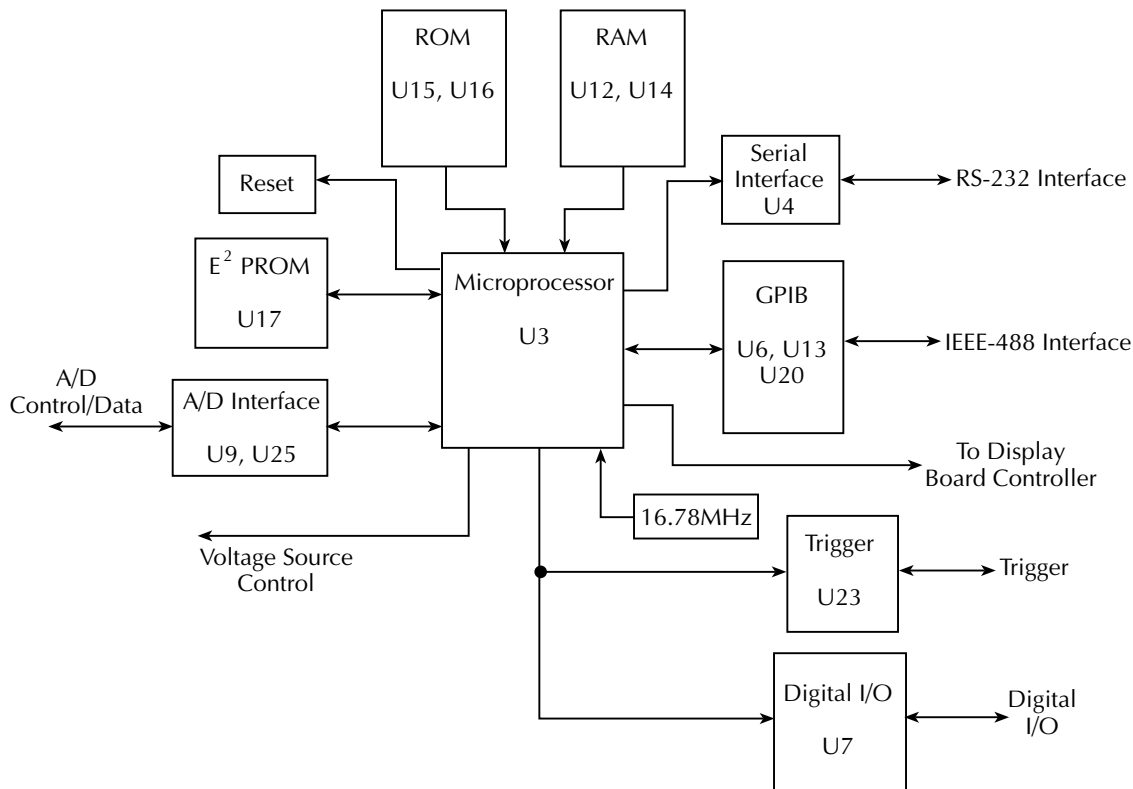 ROM
U15, U16
RAM
U12, U14
Reset
Serial
Interface
U4
RS-232 Interface
E² PROM
U17
Microprocessor
U3
GPIB
U6, U13
U20
IEEE-488 Interface
A/D
Control/Data
A/D Interface
U9, U25
To Display
Board Controller
16.78MHz
Voltage Source
Control
Trigger
U23
Trigger
Digital I/O
U7
Digital
I/O